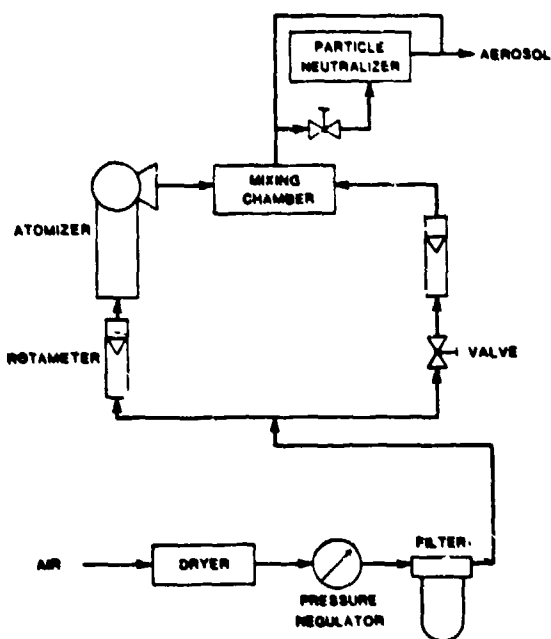 PARTICLE
NEUTRALIZER
AEROSOL
MIXING
CHAMBER
ATOMIZER
ROTAMETER
VALVE
FILTER
AIR
DRYER
PRESSURE
REGULATOR